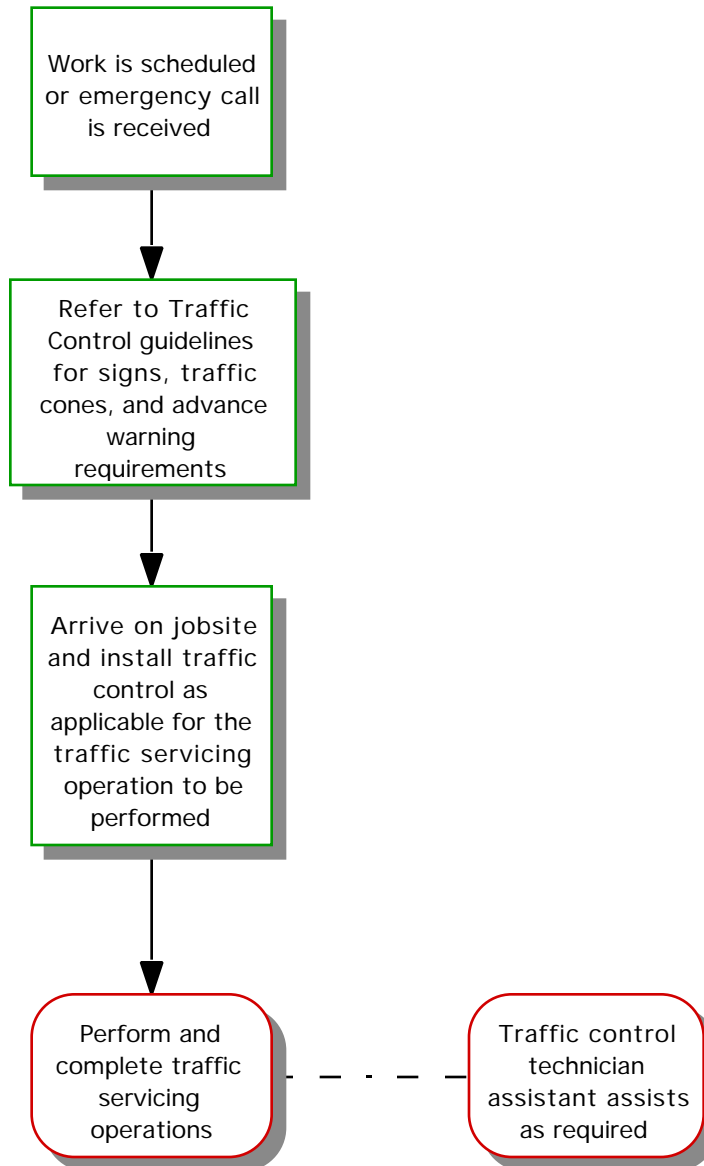 Work is scheduled
or emergency call
is received
Refer to Traffic
Control guidelines
for signs, traffic
cones, and advance
warning
requirements
Arrive on jobsite
and install traffic
control as
applicable for the
traffic servicing
operation to be
performed
Perform and
complete traffic
servicing
operations
Traffic control
technician
assistant assists
as required